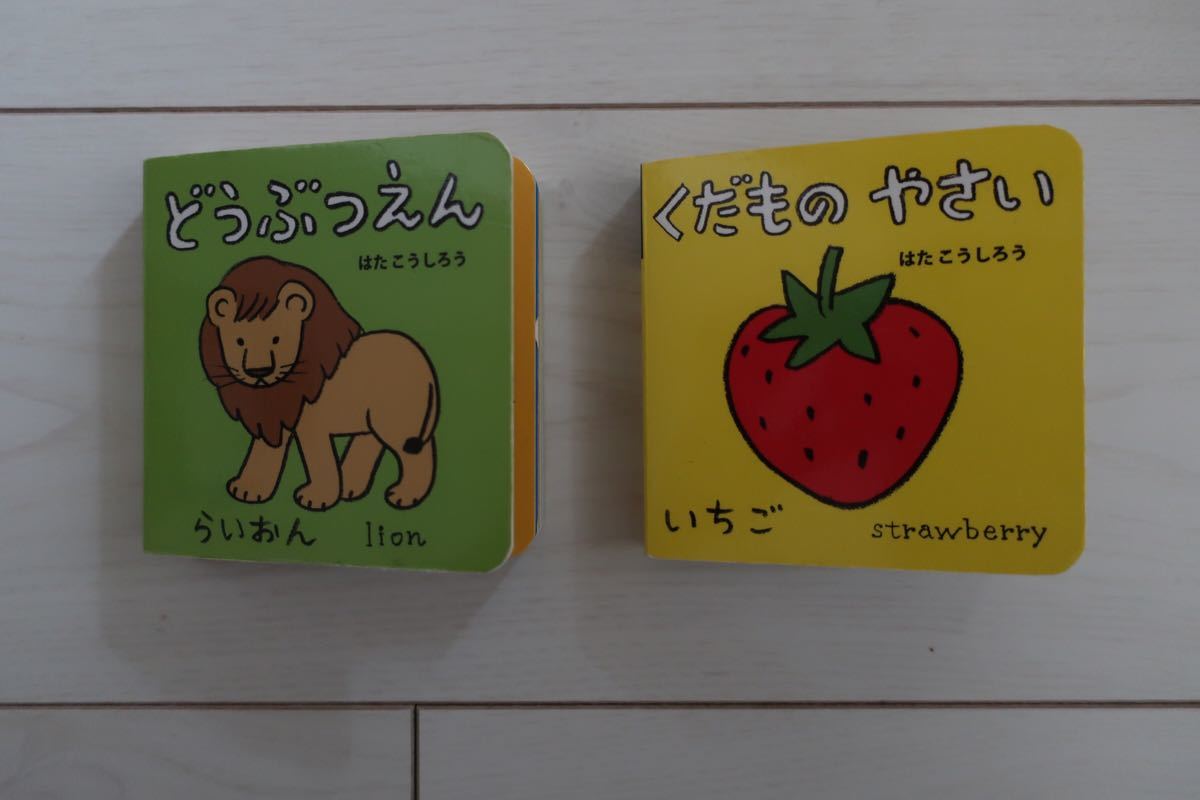 どうぶつえん
はた こうしろう
らいおん lion
くだもの やさい
はた こうしろう
いちご strawberry